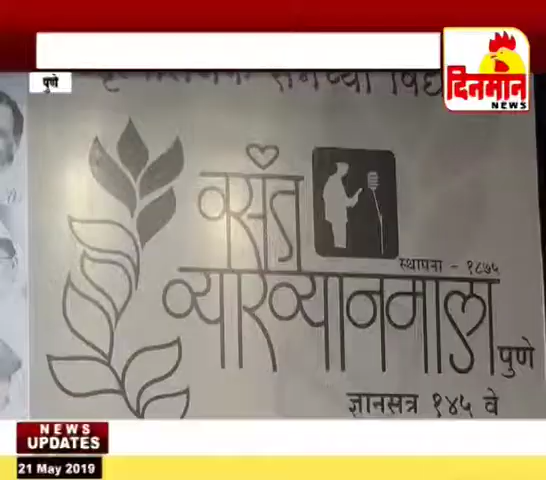 दिनमान
NEWS
पुणे
वसंत
स्थापना - १८७५
व्याख्यानमाला
पुणे
ज्ञानसत्र १४५ वे
NEWS
UPDATES
21 May 2019